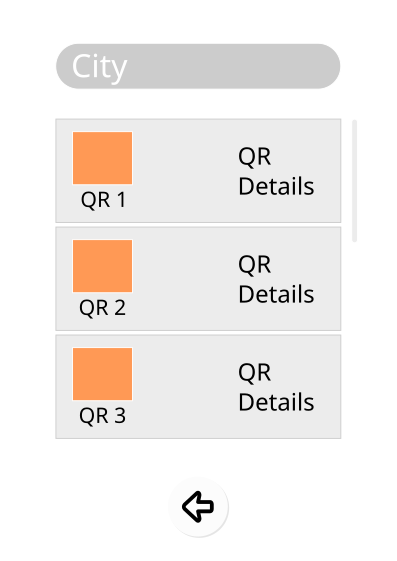 City
QR
Details
QR 1
QR
Details
QR 2
QR
Details
QR 3